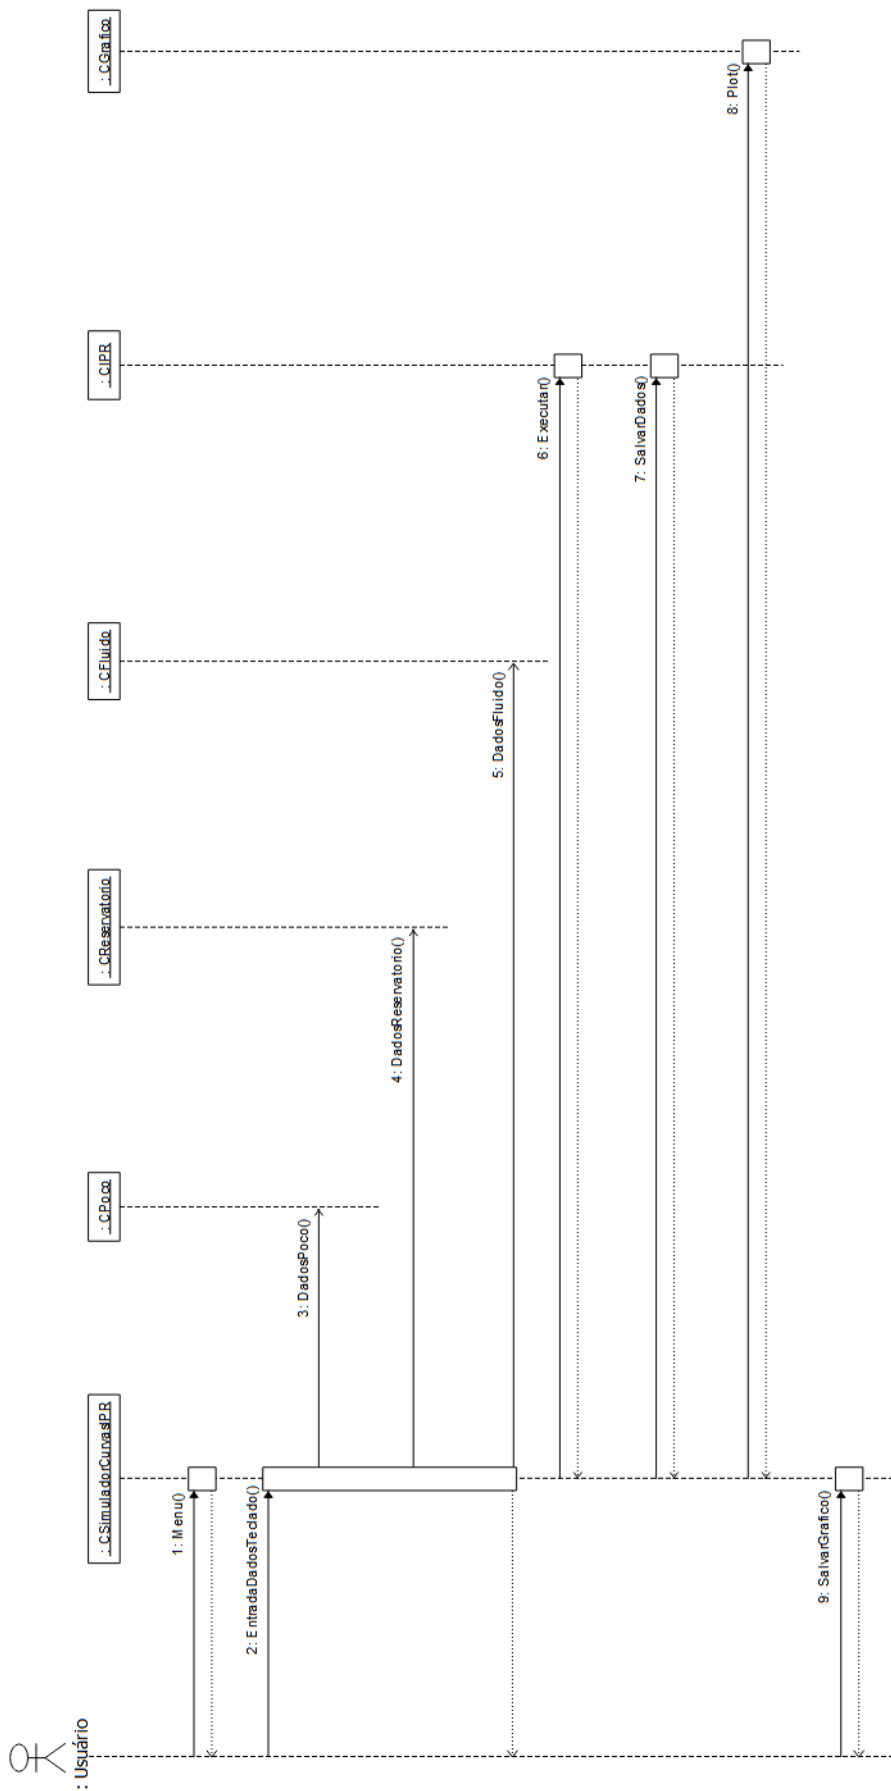 : Usuário
: CSimuladorCurvasIPR
: CPoco
: CReservatorio
: CFluido
: CIPR
: CGrafico
1: Menu()
2: EntradaDadosTeclado()
3: DadosPoco()
4: DadosReservatorio()
5: DadosFluido()
6: Executar()
7: SalvarDados()
8: Plot()
9: SalvarGrafico()